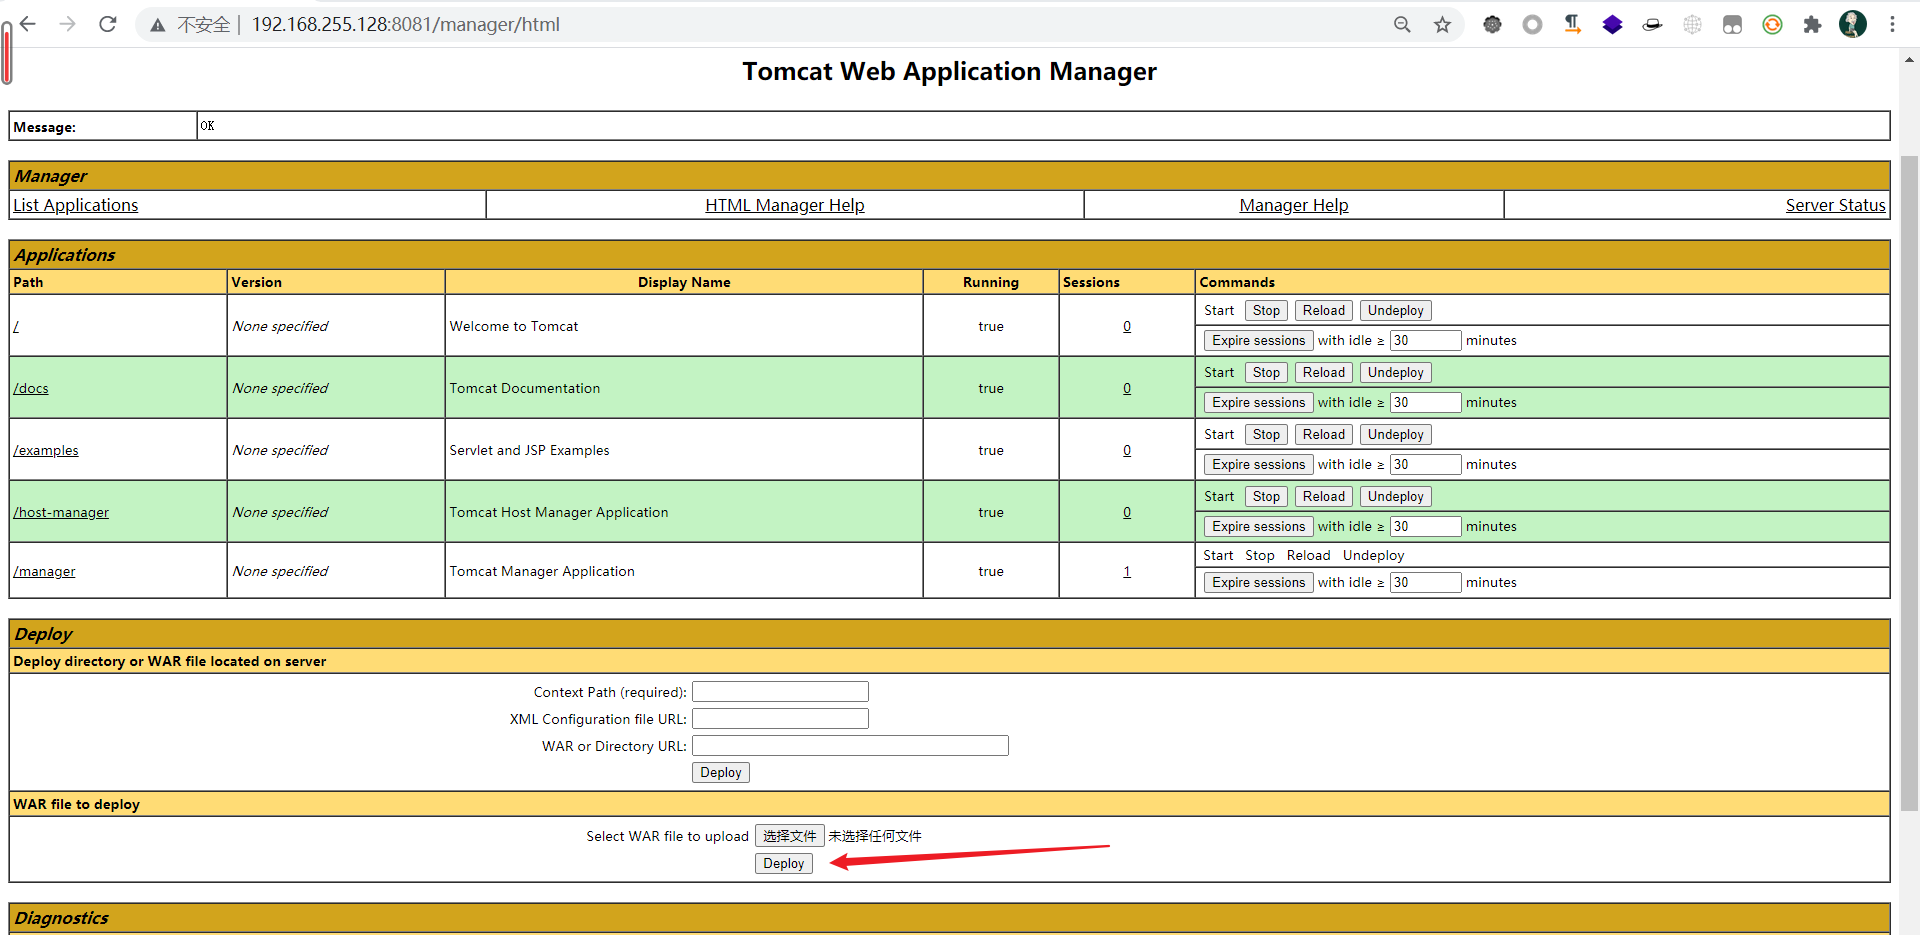 不安全 | 192.168.255.128:8081/manager/html
Tomcat Web Application Manager
Message: OK
Manager
List Applications HTML Manager Help Manager Help Server Status
Applications
Path Version Display Name Running Sessions Commands
/ None specified Welcome to Tomcat true 0 Start Stop Reload Undeploy
Expire sessions with idle ≥ 30 minutes
/docs None specified Tomcat Documentation true 0 Start Stop Reload Undeploy
Expire sessions with idle ≥ 30 minutes
/examples None specified Servlet and JSP Examples true 0 Start Stop Reload Undeploy
Expire sessions with idle ≥ 30 minutes
/host-manager None specified Tomcat Host Manager Application true 0 Start Stop Reload Undeploy
Expire sessions with idle ≥ 30 minutes
/manager None specified Tomcat Manager Application true 1 Start Stop Reload Undeploy
Expire sessions with idle ≥ 30 minutes
Deploy
Deploy directory or WAR file located on server
Context Path (required):
XML Configuration file URL:
WAR or Directory URL:
Deploy
WAR file to deploy
Select WAR file to upload 选择文件 未选择任何文件
Deploy
Diagnostics